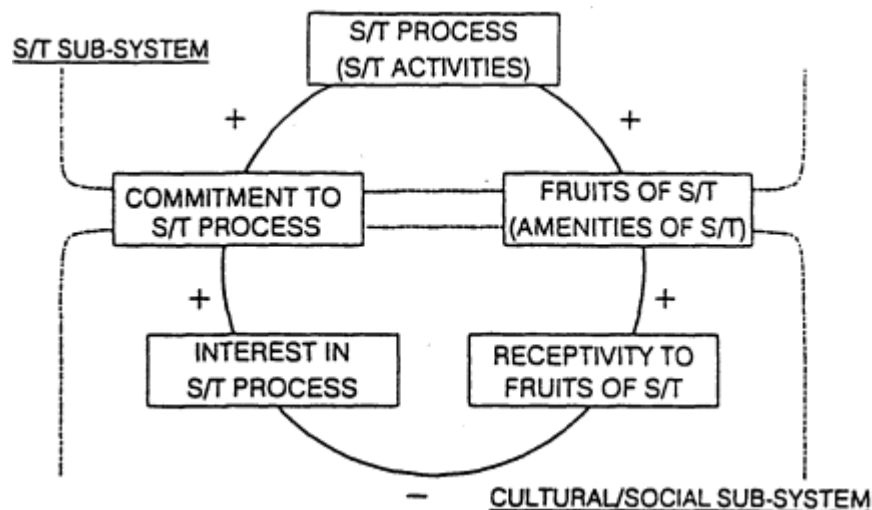 S/T PROCESS
(S/T ACTIVITIES)
S/T SUB-SYSTEM
+
+
COMMITMENT TO
S/T PROCESS
FRUITS OF S/T
(AMENITIES OF S/T)
+
+
INTEREST IN
S/T PROCESS
RECEPTIVITY TO
FRUITS OF S/T
–
CULTURAL/SOCIAL SUB-SYSTEM